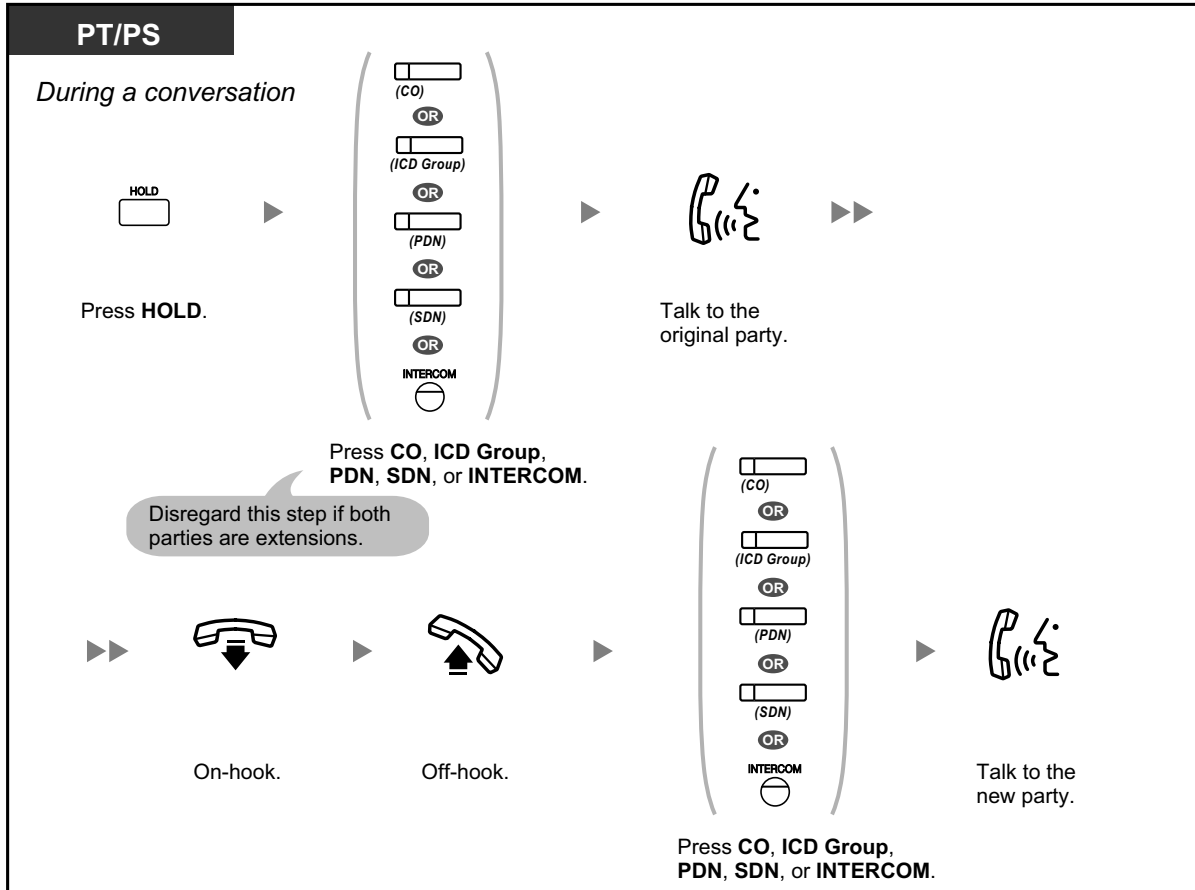 PT/PS
During a conversation
HOLD
Press HOLD.
(CO)
OR
(ICD Group)
OR
(PDN)
OR
(SDN)
OR
INTERCOM
Press CO, ICD Group,
PDN, SDN, or INTERCOM.
Disregard this step if both
parties are extensions.
Talk to the
original party.
On-hook.
Off-hook.
(CO)
OR
(ICD Group)
OR
(PDN)
OR
(SDN)
OR
INTERCOM
Press CO, ICD Group,
PDN, SDN, or INTERCOM.
Talk to the
new party.